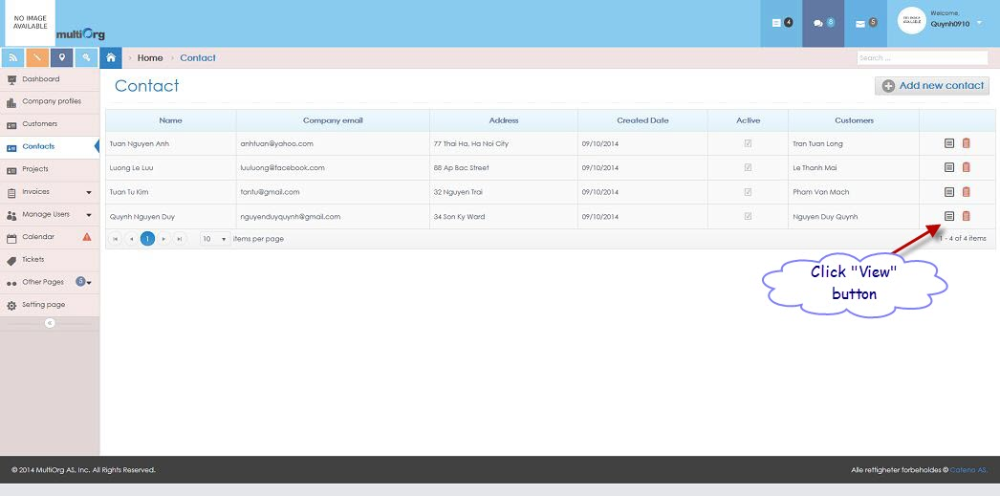 NO IMAGE
AVAILABLE
multiOrg
4
8
5
Welcome,
Quynh0910
Home
Contact
Search ...
Dashboard
Company profiles
Customers
Contacts
Projects
Invoices
Manage Users
Calendar
Tickets
Other Pages 5
Setting page
Contact
Add new contact
Name Company email Address Created Date Active Customers
Tuan Nguyen Anh anhtuan@yahoo.com 77 Thai Ha, Ha Noi City 09/10/2014 Tran Tuan Long
Luong Le Luu luuluong@facebook.com 88 Ap Bac Street 09/10/2014 Le Thanh Mai
Tuan Tu Kim tantu@gmail.com 32 Nguyen Trai 09/10/2014 Pham Van Mach
Quynh Nguyen Duy nguyenduyquynh@gmail.com 34 Son Ky Ward 09/10/2014 Nguyen Duy Quynh
1 10 items per page 1 - 4 of 4 items
Click "View"
button
© 2014 MultiOrg AS, Inc. All Rights Reserved. Alle rettigheter forbeholdes © Catena AS.